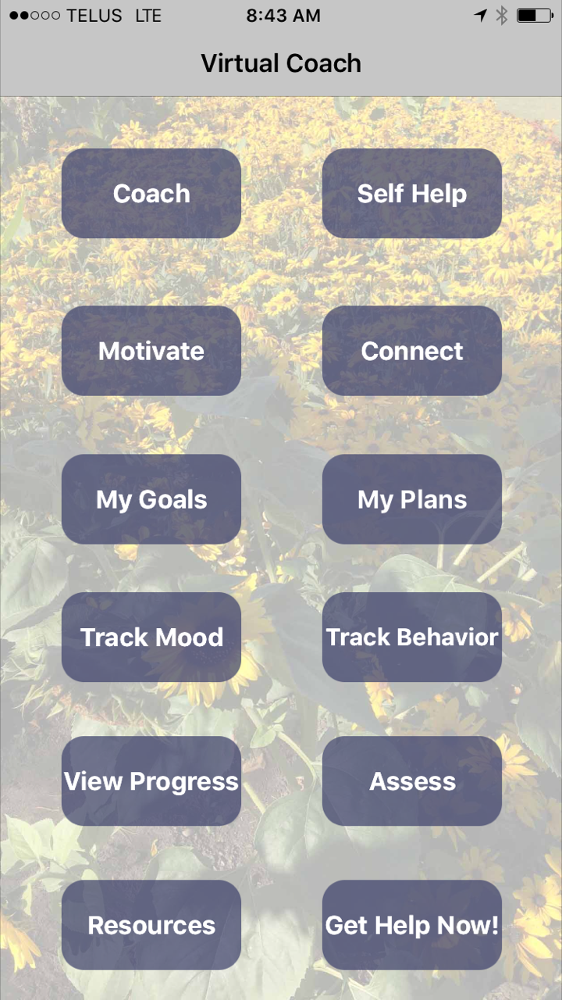 TELUS LTE 8:43 AM
Virtual Coach
Coach Self Help
Motivate Connect
My Goals My Plans
Track Mood Track Behavior
View Progress Assess
Resources Get Help Now!